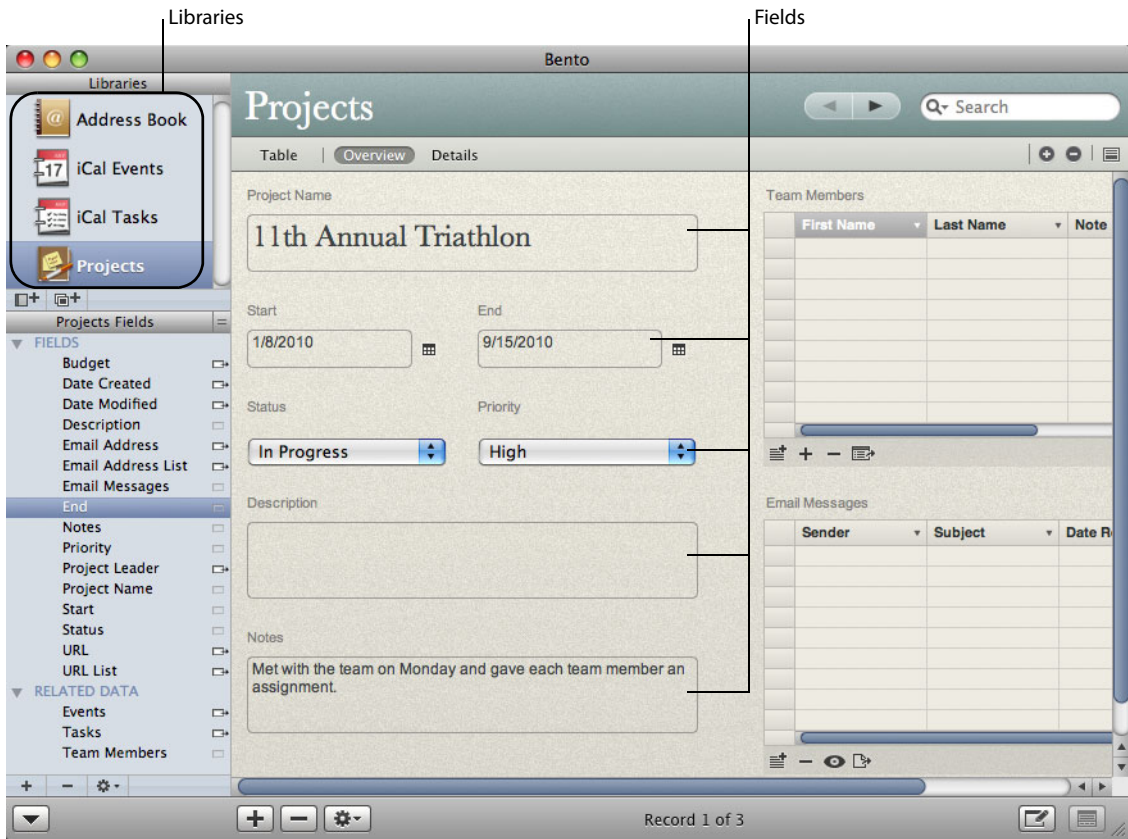 Libraries
Fields
Bento
Libraries
Address Book
17
iCal Events
iCal Tasks
Projects
Projects Fields
FIELDS
Budget
Date Created
Date Modified
Description
Email Address
Email Address List
Email Messages
End
Notes
Priority
Project Leader
Project Name
Start
Status
URL
URL List
RELATED DATA
Events
Tasks
Team Members
Projects
Search
Table | Overview Details
Project Name
11th Annual Triathlon
Start End
1/8/2010 9/15/2010
Status Priority
In Progress High
Description
Notes
Met with the team on Monday and gave each team member an
assignment.
Team Members
First Name Last Name Note
Email Messages
Sender Subject Date R
Record 1 of 3